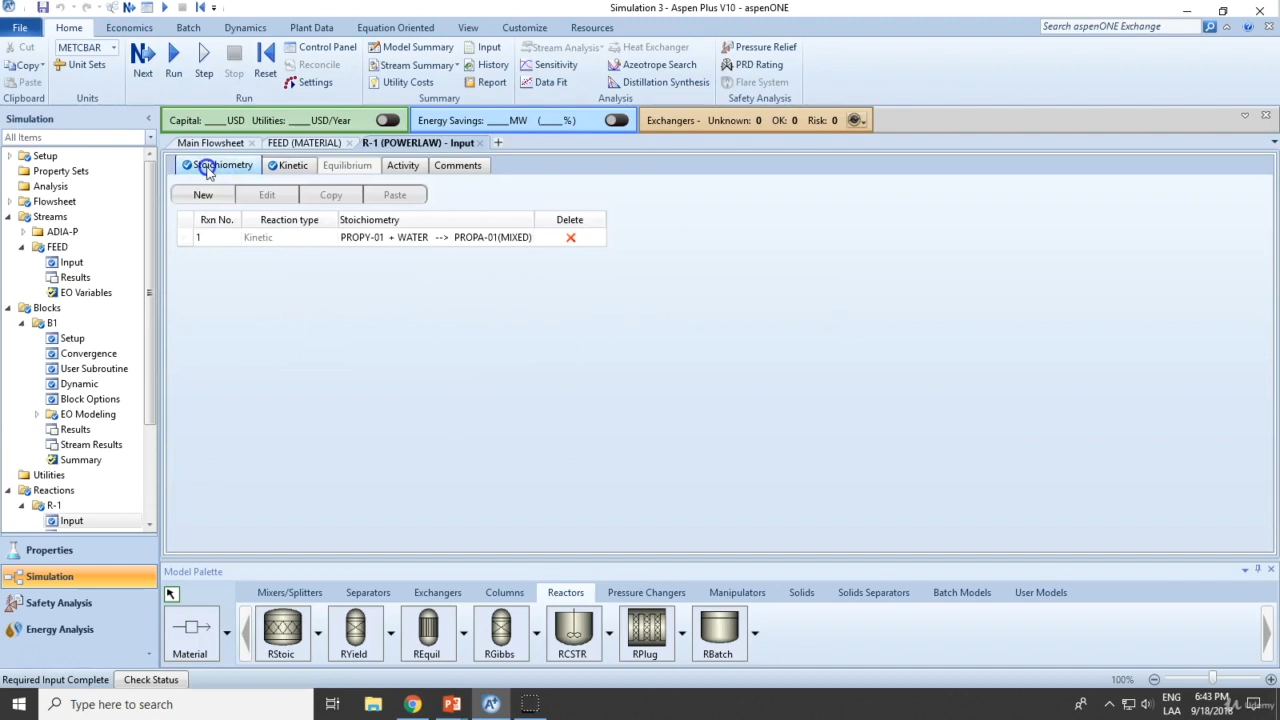 Simulation 3 - Aspen Plus V10 - aspenONE
File Home Economics Batch Dynamics Plant Data Equation Oriented View Customize Resources Search aspenONE Exchange
Cut METCBAR Control Panel Model Summary Input Stream Analysis Heat Exchanger Pressure Relief
Copy Unit Sets Reconcile Stream Summary History Sensitivity Azeotrope Search PRD Rating
Paste Next Run Step Stop Reset Settings Utility Costs Report Data Fit Distillation Synthesis Flare System
Clipboard Units Run Summary Analysis Safety Analysis
Simulation
Capital: ____USD Utilities: ____USD/Year Energy Savings: ____MW (____%) Exchangers - Unknown: 0 OK: 0 Risk: 0
All Items
Main Flowsheet FEED (MATERIAL) R-1 (POWERLAW) - Input
Setup
Property Sets
Analysis
Flowsheet
Streams
ADIA-P
FEED
Input
Results
EO Variables
Blocks
B1
Setup
Convergence
User Subroutine
Dynamic
Block Options
EO Modeling
Results
Stream Results
Summary
Utilities
Reactions
R-1
Input
Properties
Simulation
Safety Analysis
Energy Analysis
Stoichiometry Kinetic Equilibrium Activity Comments
New Edit Copy Paste
Rxn No. Reaction type Stoichiometry Delete
1 Kinetic PROPY-01 + WATER --> PROPA-01(MIXED)
Model Palette
Mixers/Splitters Separators Exchangers Columns Reactors Pressure Changers Manipulators Solids Solids Separators Batch Models User Models
Material RStoic RYield REquil RGibbs RCSTR RPlug RBatch
Required Input Complete Check Status 100%
Type here to search
ENG 6:43 PM
LAA 9/18/2018
Udemy